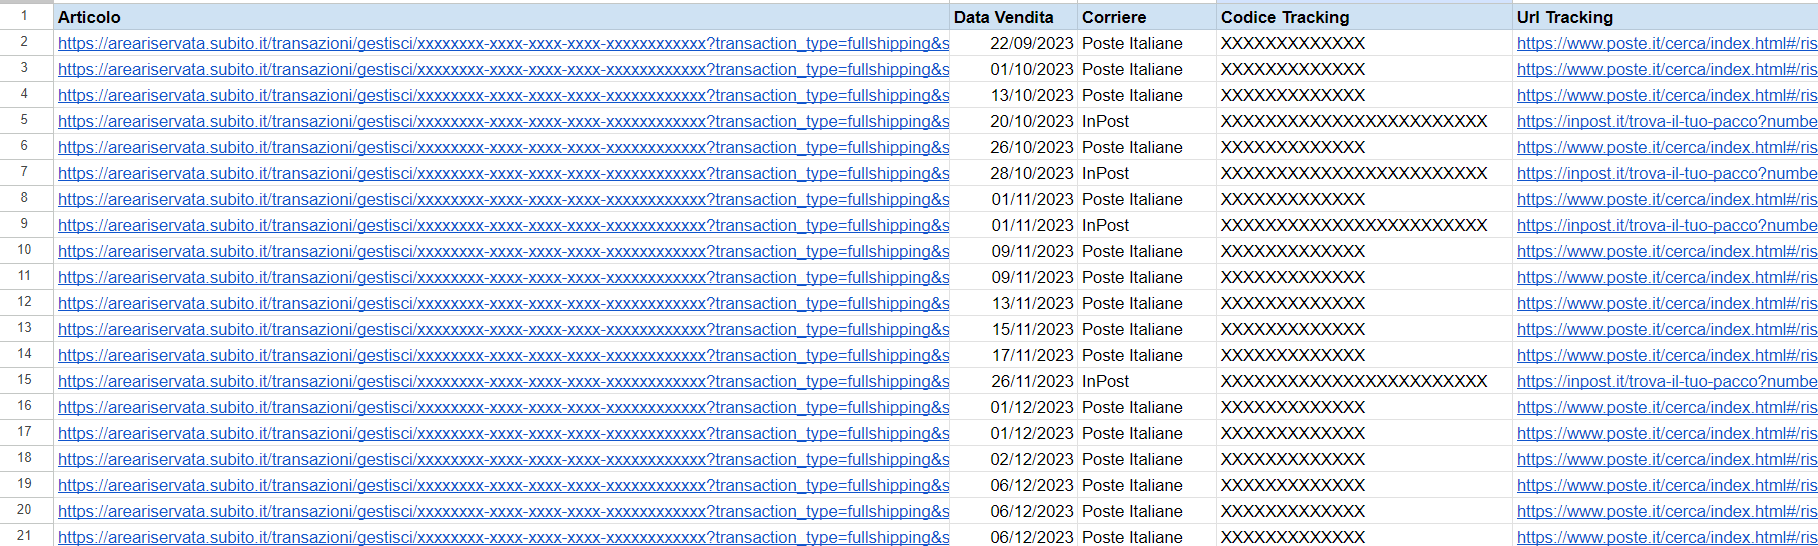 1 Articolo Data Vendita Corriere Codice Tracking Url Tracking
2 https://areariservata.subito.it/transazioni/gestisci/xxxxxxxx-xxxx-xxxx-xxxx-xxxxxxxxxxxx?transaction_type=fullshipping&s 22/09/2023 Poste Italiane XXXXXXXXXXXXX https://www.poste.it/cerca/index.html#/ris
3 https://areariservata.subito.it/transazioni/gestisci/xxxxxxxx-xxxx-xxxx-xxxx-xxxxxxxxxxxx?transaction_type=fullshipping&s 01/10/2023 Poste Italiane XXXXXXXXXXXXX https://www.poste.it/cerca/index.html#/ris
4 https://areariservata.subito.it/transazioni/gestisci/xxxxxxxx-xxxx-xxxx-xxxx-xxxxxxxxxxxx?transaction_type=fullshipping&s 13/10/2023 Poste Italiane XXXXXXXXXXXXX https://www.poste.it/cerca/index.html#/ris
5 https://areariservata.subito.it/transazioni/gestisci/xxxxxxxx-xxxx-xxxx-xxxx-xxxxxxxxxxxx?transaction_type=fullshipping&s 20/10/2023 InPost XXXXXXXXXXXXXXXXXXXXXXXX https://inpost.it/trova-il-tuo-pacco?numbe
6 https://areariservata.subito.it/transazioni/gestisci/xxxxxxxx-xxxx-xxxx-xxxx-xxxxxxxxxxxx?transaction_type=fullshipping&s 26/10/2023 Poste Italiane XXXXXXXXXXXXX https://www.poste.it/cerca/index.html#/ris
7 https://areariservata.subito.it/transazioni/gestisci/xxxxxxxx-xxxx-xxxx-xxxx-xxxxxxxxxxxx?transaction_type=fullshipping&s 28/10/2023 InPost XXXXXXXXXXXXXXXXXXXXXXXX https://inpost.it/trova-il-tuo-pacco?numbe
8 https://areariservata.subito.it/transazioni/gestisci/xxxxxxxx-xxxx-xxxx-xxxx-xxxxxxxxxxxx?transaction_type=fullshipping&s 01/11/2023 Poste Italiane XXXXXXXXXXXXX https://www.poste.it/cerca/index.html#/ris
9 https://areariservata.subito.it/transazioni/gestisci/xxxxxxxx-xxxx-xxxx-xxxx-xxxxxxxxxxxx?transaction_type=fullshipping&s 01/11/2023 InPost XXXXXXXXXXXXXXXXXXXXXXXX https://inpost.it/trova-il-tuo-pacco?numbe
10 https://areariservata.subito.it/transazioni/gestisci/xxxxxxxx-xxxx-xxxx-xxxx-xxxxxxxxxxxx?transaction_type=fullshipping&s 09/11/2023 Poste Italiane XXXXXXXXXXXXX https://www.poste.it/cerca/index.html#/ris
11 https://areariservata.subito.it/transazioni/gestisci/xxxxxxxx-xxxx-xxxx-xxxx-xxxxxxxxxxxx?transaction_type=fullshipping&s 09/11/2023 Poste Italiane XXXXXXXXXXXXX https://www.poste.it/cerca/index.html#/ris
12 https://areariservata.subito.it/transazioni/gestisci/xxxxxxxx-xxxx-xxxx-xxxx-xxxxxxxxxxxx?transaction_type=fullshipping&s 13/11/2023 Poste Italiane XXXXXXXXXXXXX https://www.poste.it/cerca/index.html#/ris
13 https://areariservata.subito.it/transazioni/gestisci/xxxxxxxx-xxxx-xxxx-xxxx-xxxxxxxxxxxx?transaction_type=fullshipping&s 15/11/2023 Poste Italiane XXXXXXXXXXXXX https://www.poste.it/cerca/index.html#/ris
14 https://areariservata.subito.it/transazioni/gestisci/xxxxxxxx-xxxx-xxxx-xxxx-xxxxxxxxxxxx?transaction_type=fullshipping&s 17/11/2023 Poste Italiane XXXXXXXXXXXXX https://www.poste.it/cerca/index.html#/ris
15 https://areariservata.subito.it/transazioni/gestisci/xxxxxxxx-xxxx-xxxx-xxxx-xxxxxxxxxxxx?transaction_type=fullshipping&s 26/11/2023 InPost XXXXXXXXXXXXXXXXXXXXXXXX https://inpost.it/trova-il-tuo-pacco?numbe
16 https://areariservata.subito.it/transazioni/gestisci/xxxxxxxx-xxxx-xxxx-xxxx-xxxxxxxxxxxx?transaction_type=fullshipping&s 01/12/2023 Poste Italiane XXXXXXXXXXXXX https://www.poste.it/cerca/index.html#/ris
17 https://areariservata.subito.it/transazioni/gestisci/xxxxxxxx-xxxx-xxxx-xxxx-xxxxxxxxxxxx?transaction_type=fullshipping&s 01/12/2023 Poste Italiane XXXXXXXXXXXXX https://www.poste.it/cerca/index.html#/ris
18 https://areariservata.subito.it/transazioni/gestisci/xxxxxxxx-xxxx-xxxx-xxxx-xxxxxxxxxxxx?transaction_type=fullshipping&s 02/12/2023 Poste Italiane XXXXXXXXXXXXX https://www.poste.it/cerca/index.html#/ris
19 https://areariservata.subito.it/transazioni/gestisci/xxxxxxxx-xxxx-xxxx-xxxx-xxxxxxxxxxxx?transaction_type=fullshipping&s 06/12/2023 Poste Italiane XXXXXXXXXXXXX https://www.poste.it/cerca/index.html#/ris
20 https://areariservata.subito.it/transazioni/gestisci/xxxxxxxx-xxxx-xxxx-xxxx-xxxxxxxxxxxx?transaction_type=fullshipping&s 06/12/2023 Poste Italiane XXXXXXXXXXXXX https://www.poste.it/cerca/index.html#/ris
21 https://areariservata.subito.it/transazioni/gestisci/xxxxxxxx-xxxx-xxxx-xxxx-xxxxxxxxxxxx?transaction_type=fullshipping&s 06/12/2023 Poste Italiane XXXXXXXXXXXXX https://www.poste.it/cerca/index.html#/ris